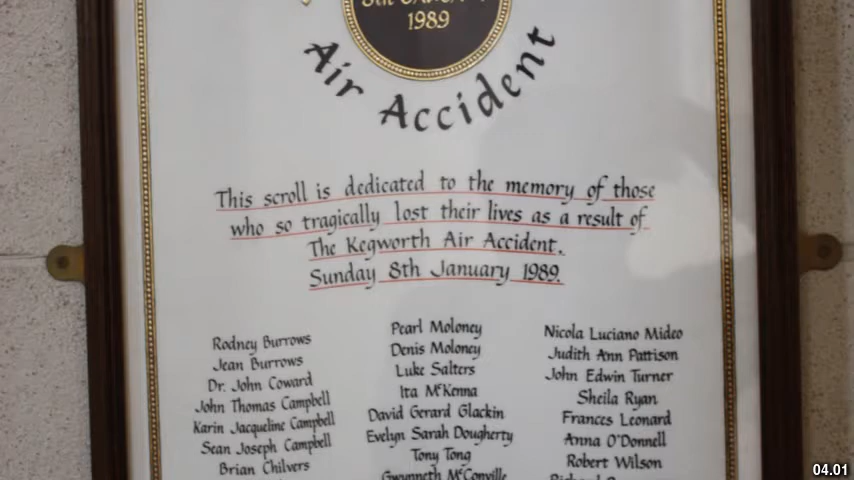 1989
Air Accident
This scroll is dedicated to the memory of those
who so tragically lost their lives as a result of
The Kegworth Air Accident.
Sunday 8th January 1989.
Rodney Burrows
Jean Burrows
Dr. John Coward
John Thomas Campbell
Karin Jacqueline Campbell
Sean Joseph Campbell
Brian Chilvers
Pearl Moloney
Denis Moloney
Luke Salters
Ita McKenna
David Gerard Glackin
Evelyn Sarah Dougherty
Tony Tong
Gwynneth McConville
Nicola Luciano Mideo
Judith Ann Pattison
John Edwin Turner
Sheila Ryan
Frances Leonard
Anna O'Donnell
Robert Wilson
04.01